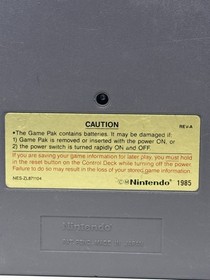 CAUTION
REV-A
•The Game Pak contains batteries. It may be damaged if:
1) Game Pak is removed or inserted with the power ON, or
2) the power switch is turned rapidly ON and OFF.
If you are saving your game information for later play, you must hold
in the reset button on the Control Deck while turning off the power.
Failure to do so may result in the loss of your stored game information.
©® Nintendo 1985
Nintendo
MADE IN JAPAN